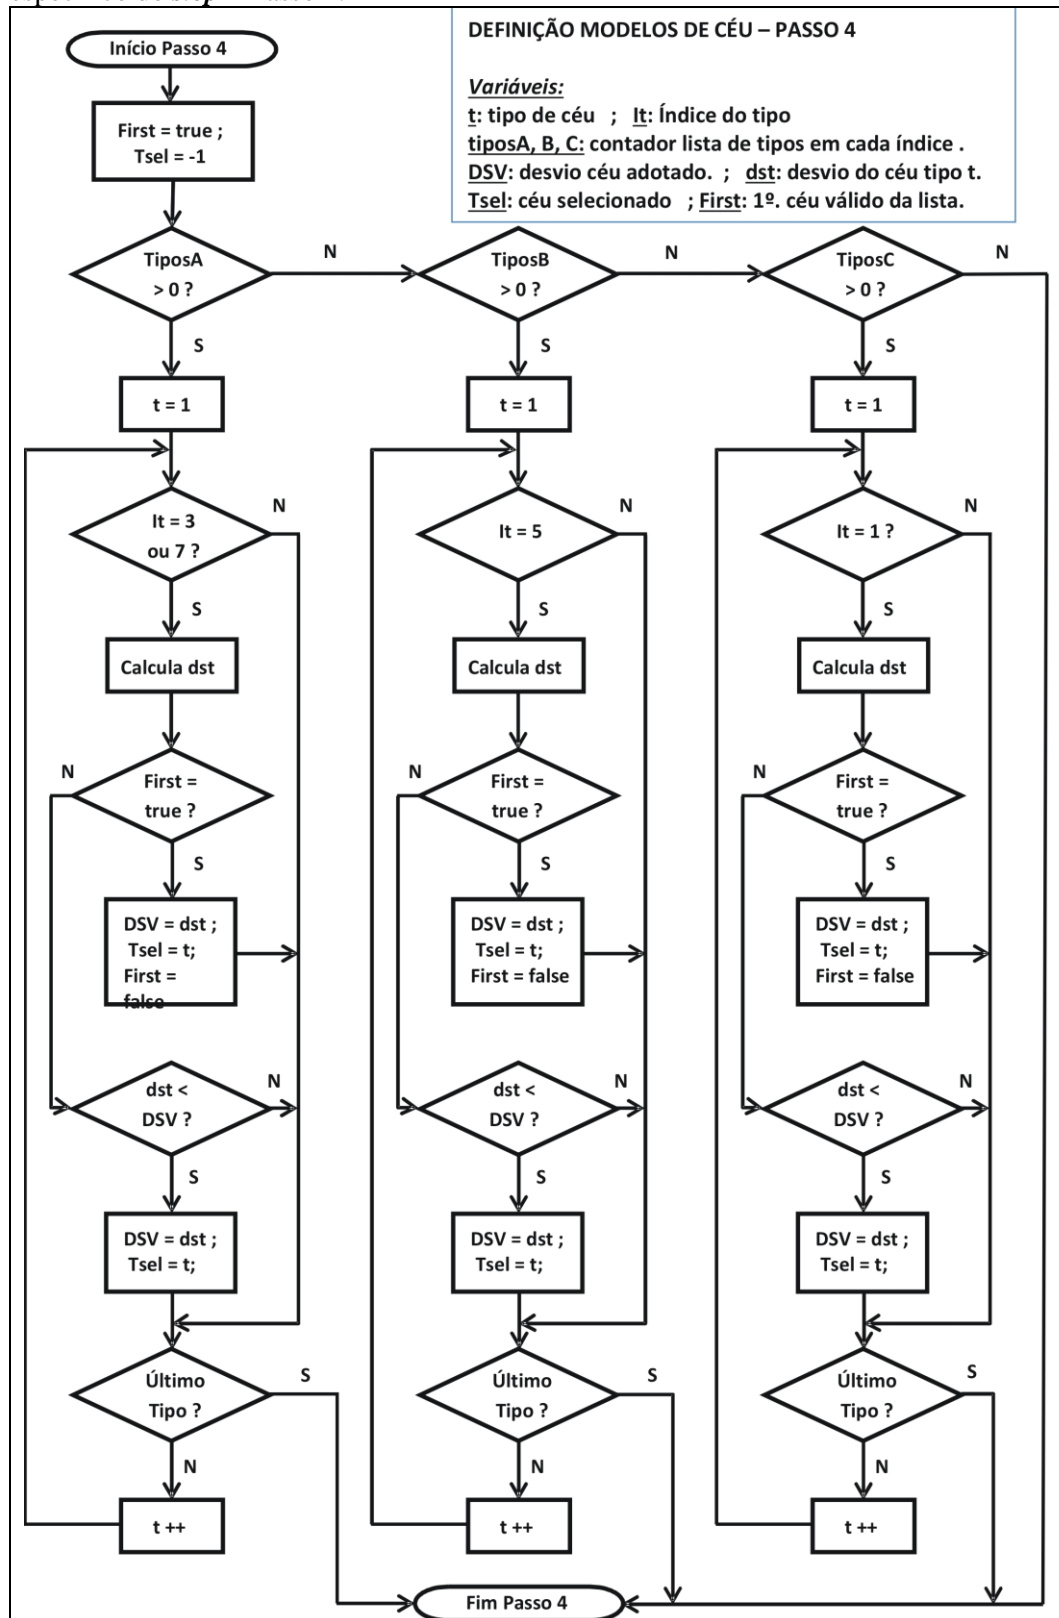 DEFINIÇÃO MODELOS DE CÉU – PASSO 4
Variáveis:
t: tipo de céu ; It: Índice do tipo
tiposA, B, C: contador lista de tipos em cada índice .
DSV: desvio céu adotado. ; dst: desvio do céu tipo t.
Tsel: céu selecionado ; First: 1º. céu válido da lista.
Início Passo 4
First = true ;
Tsel = -1
TiposA
> 0 ?
N
S
t = 1
It = 3
ou 7 ?
N
S
Calcula dst
First =
true ?
N
S
DSV = dst ;
Tsel = t;
First =
false
dst <
DSV ?
N
S
DSV = dst ;
Tsel = t;
Último
Tipo ?
S
N
t ++
TiposB
> 0 ?
N
S
t = 1
It = 5
N
S
Calcula dst
First =
true ?
N
S
DSV = dst ;
Tsel = t;
First = false
dst <
DSV ?
N
S
DSV = dst ;
Tsel = t;
Último
Tipo ?
S
N
t ++
TiposC
> 0 ?
N
S
t = 1
It = 1 ?
N
S
Calcula dst
First =
true ?
N
S
DSV = dst ;
Tsel = t;
First = false
dst <
DSV ?
N
S
DSV = dst ;
Tsel = t;
Último
Tipo ?
S
N
t ++
Fim Passo 4